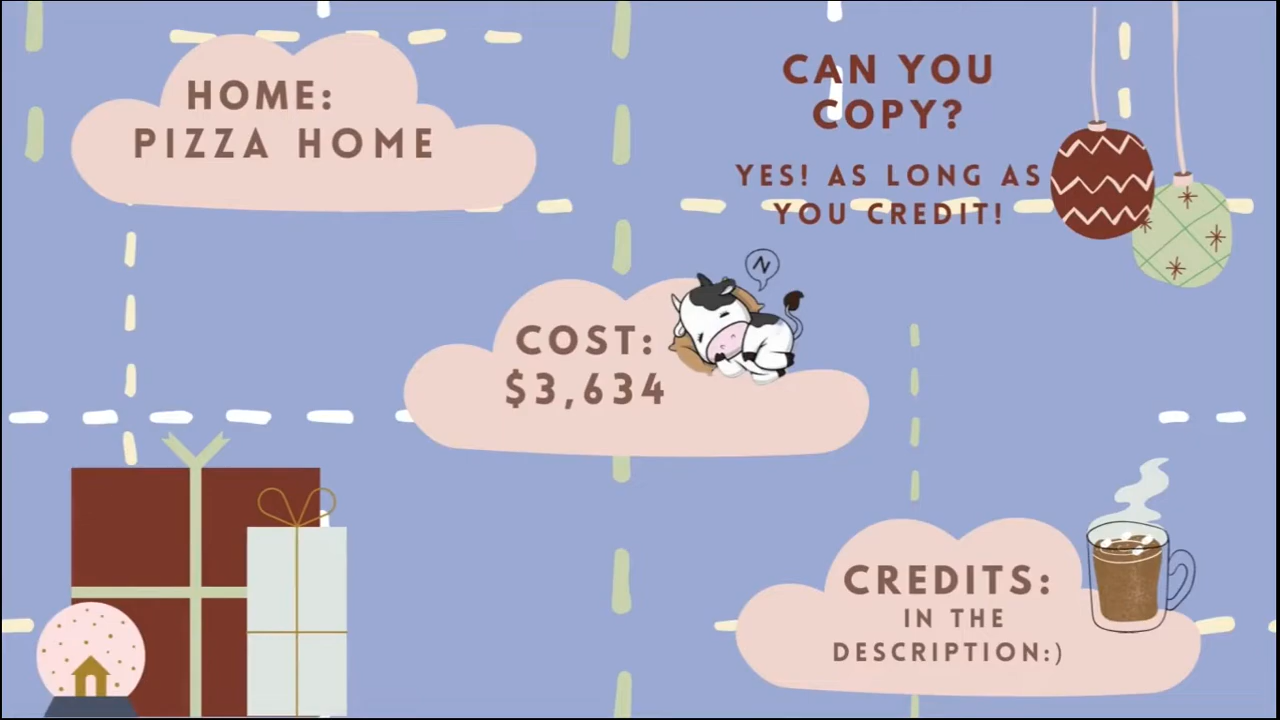 HOME:
PIZZA HOME
CAN YOU
COPY?
YES! AS LONG AS
YOU CREDIT!
N
COST:
$3,634
CREDITS:
IN THE
DESCRIPTION:)